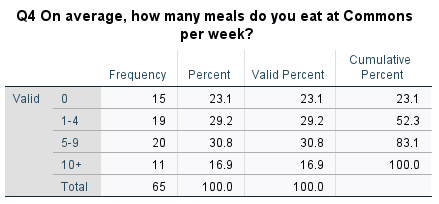 Q4 On average, how many meals do you eat at Commons
per week?
Frequency Percent Valid Percent Cumulative Percent
Valid 0 15 23.1 23.1 23.1
1-4 19 29.2 29.2 52.3
5-9 20 30.8 30.8 83.1
10+ 11 16.9 16.9 100.0
Total 65 100.0 100.0